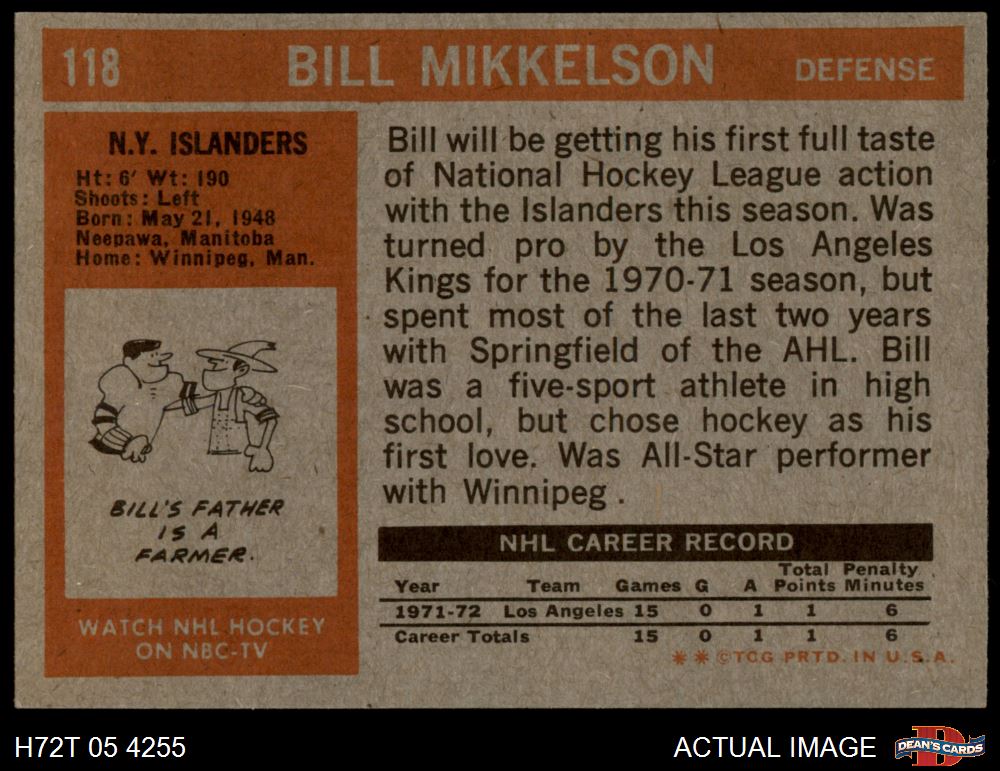 118 BILL MIKKELSON DEFENSE
N.Y. ISLANDERS
Ht: 6' Wt: 190
Shoots: Left
Born: May 21, 1948
Neepawa, Manitoba
Home: Winnipeg, Man.
BILL'S FATHER
IS A
FARMER.
WATCH NHL HOCKEY
ON NBC-TV
Bill will be getting his first full taste
of National Hockey League action
with the Islanders this season. Was
turned pro by the Los Angeles
Kings for the 1970-71 season, but
spent most of the last two years
with Springfield of the AHL. Bill
was a five-sport athlete in high
school, but chose hockey as his
first love. Was All-Star performer
with Winnipeg .
NHL CAREER RECORD
Total Penalty
Year Team Games G A Points Minutes
1971-72 Los Angeles 15 0 1 1 6
Career Totals 15 0 1 1 6
* * ©TCG PRTD. IN U.S.A.
H72T 05 4255 ACTUAL IMAGE DEAN'S CARDS